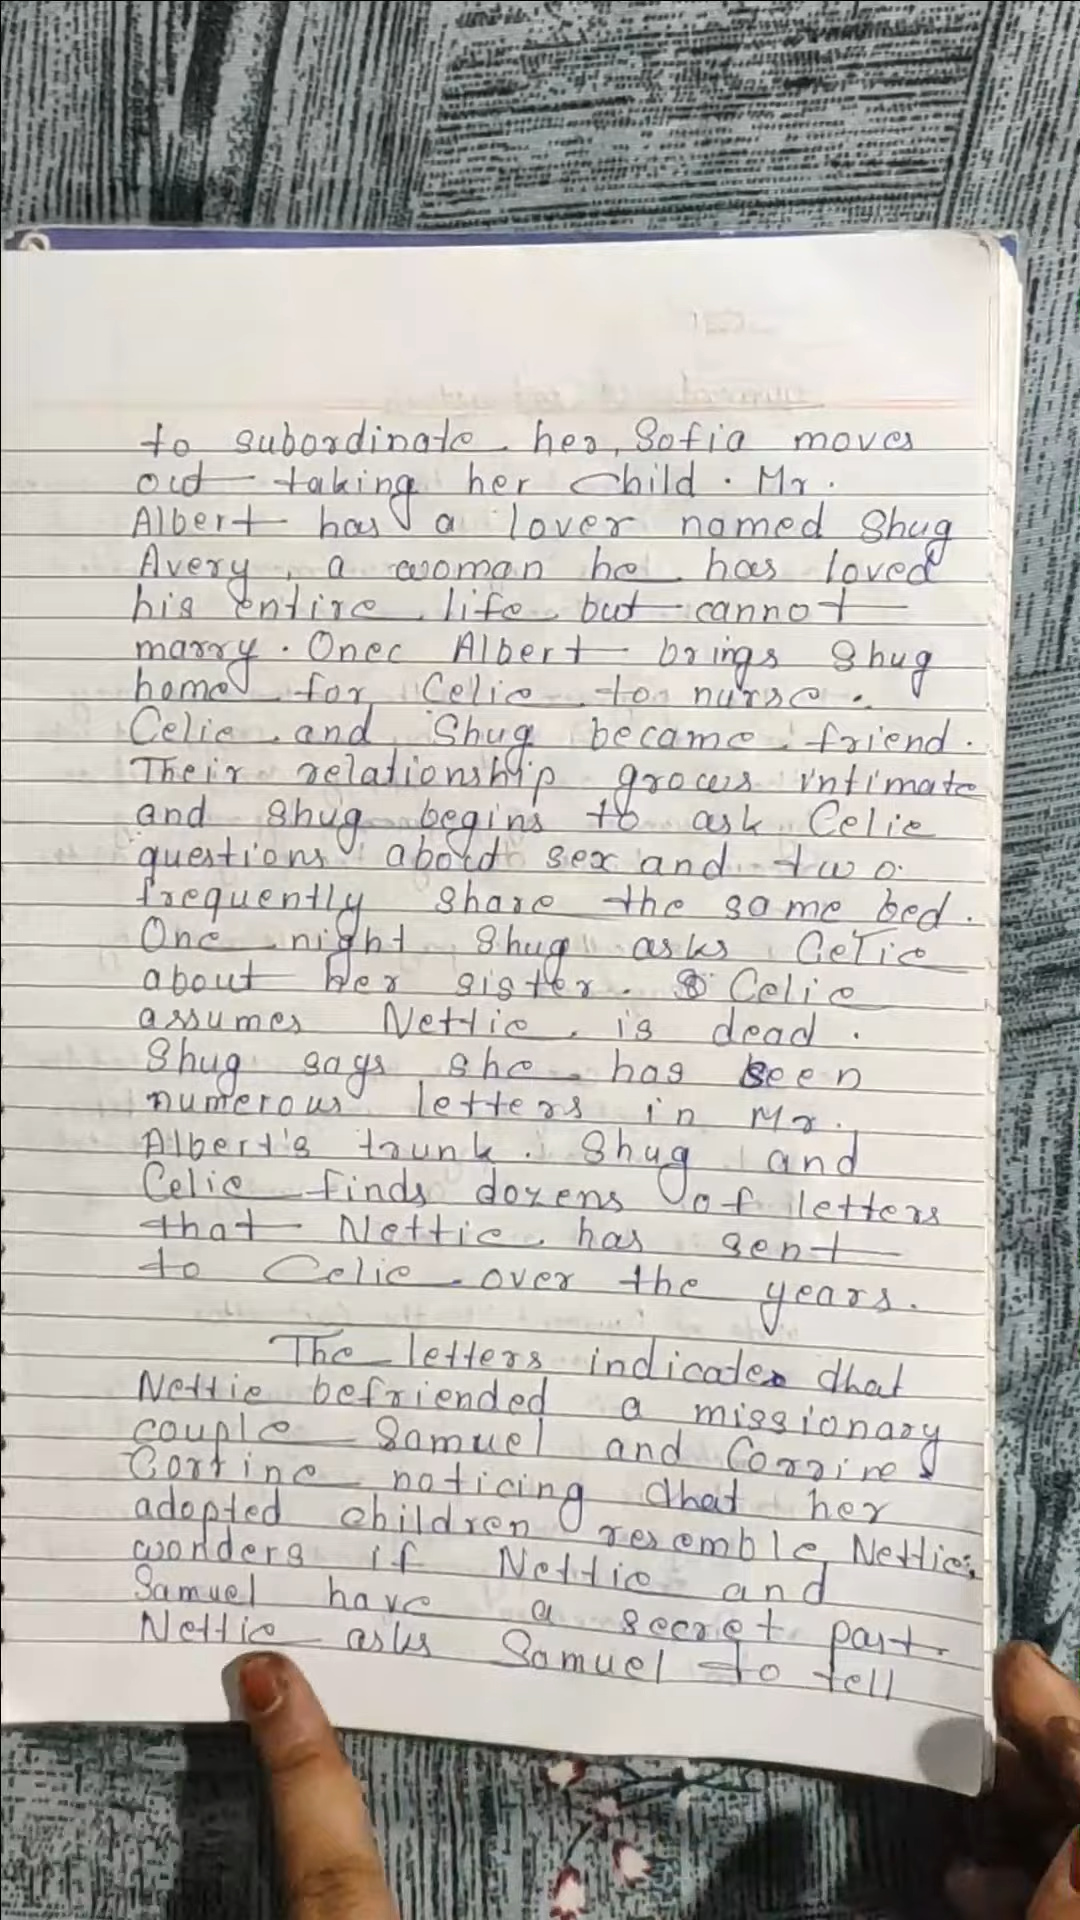 to subordinate her, Sofia moves
out taking her child. Mr.
Albert has a lover named Shug
Avery, a woman he has loved
his entire life but cannot
marry. Onec Albert brings Shug
home for Celie to nurse.
Celie and Shug became friend.
Their relationship grows intimate
and Shug begins to ask Celie
questions about sex and two
frequently share the same bed.
One night Shug asks Celie
about her sister. Celie
assumes Nettie is dead.
Shug says she has seen
numerous letters in Mr.
Albert's trunk. Shug and
Celie finds dozens of letters
that Nettie has sent
to Celie over the years.
The letters indicates that
Nettie befriended a missionary
couple Samuel and Corrine
Corrine noticing that her
adopted children resemble Nettie,
wonders if Nettie and
Samuel have a secret past.
Nettie asks Samuel to tell